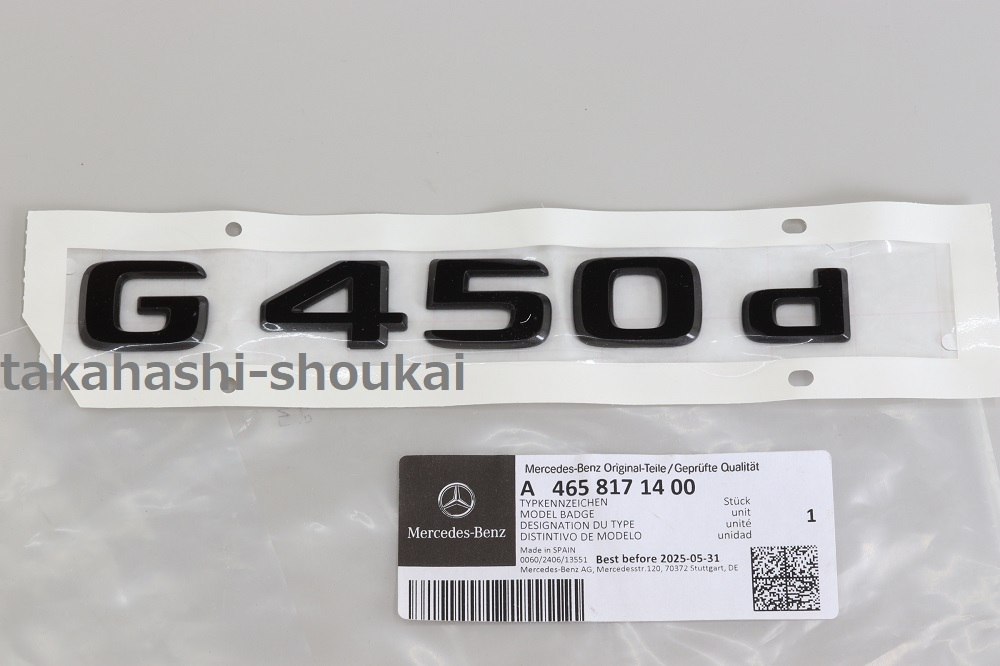 G 450 d
takahashi-shoukai
Mercedes-Benz
Mercedes-Benz Original-Teile/Geprüfte Qualität
A 465 817 14 00
TYPKENNZEICHEN Stück
MODEL BADGE unit
DESIGNATION DU TYPE unité
DISTINTIVO DE MODELO unidad
1
Made in SPAIN
0060/2406/13551 Best before 2025-05-31
Mercedes-Benz AG, Mercedesstr.120, 70372 Stuttgart, DE